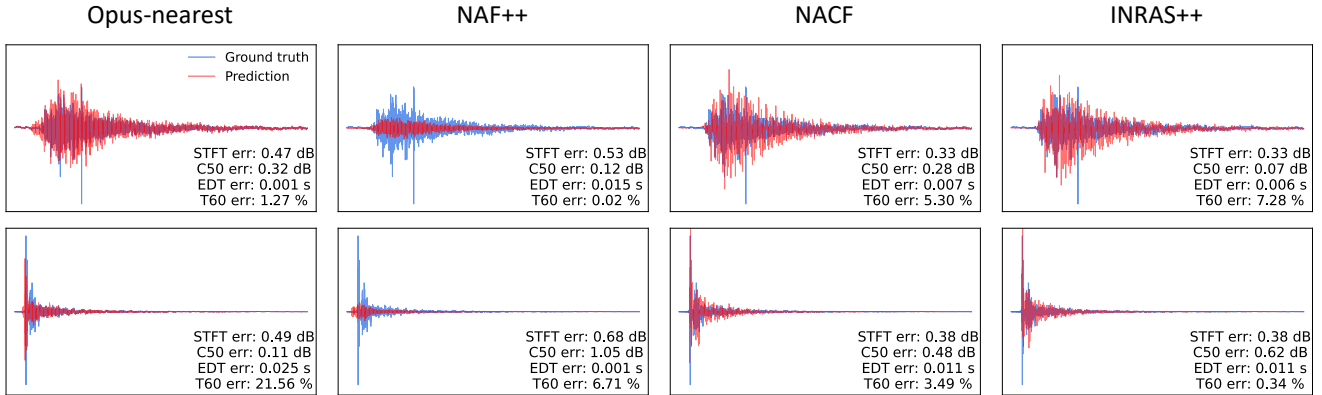 Opus-nearest
NAF++
NACF
INRAS++
Ground truth
Prediction
STFT err: 0.47 dB
C50 err: 0.32 dB
EDT err: 0.001 s
T60 err: 1.27 %
STFT err: 0.53 dB
C50 err: 0.12 dB
EDT err: 0.015 s
T60 err: 0.02 %
STFT err: 0.33 dB
C50 err: 0.28 dB
EDT err: 0.007 s
T60 err: 5.30 %
STFT err: 0.33 dB
C50 err: 0.07 dB
EDT err: 0.006 s
T60 err: 7.28 %
STFT err: 0.49 dB
C50 err: 0.11 dB
EDT err: 0.025 s
T60 err: 21.56 %
STFT err: 0.68 dB
C50 err: 1.05 dB
EDT err: 0.001 s
T60 err: 6.71 %
STFT err: 0.38 dB
C50 err: 0.48 dB
EDT err: 0.011 s
T60 err: 3.49 %
STFT err: 0.38 dB
C50 err: 0.62 dB
EDT err: 0.011 s
T60 err: 0.34 %